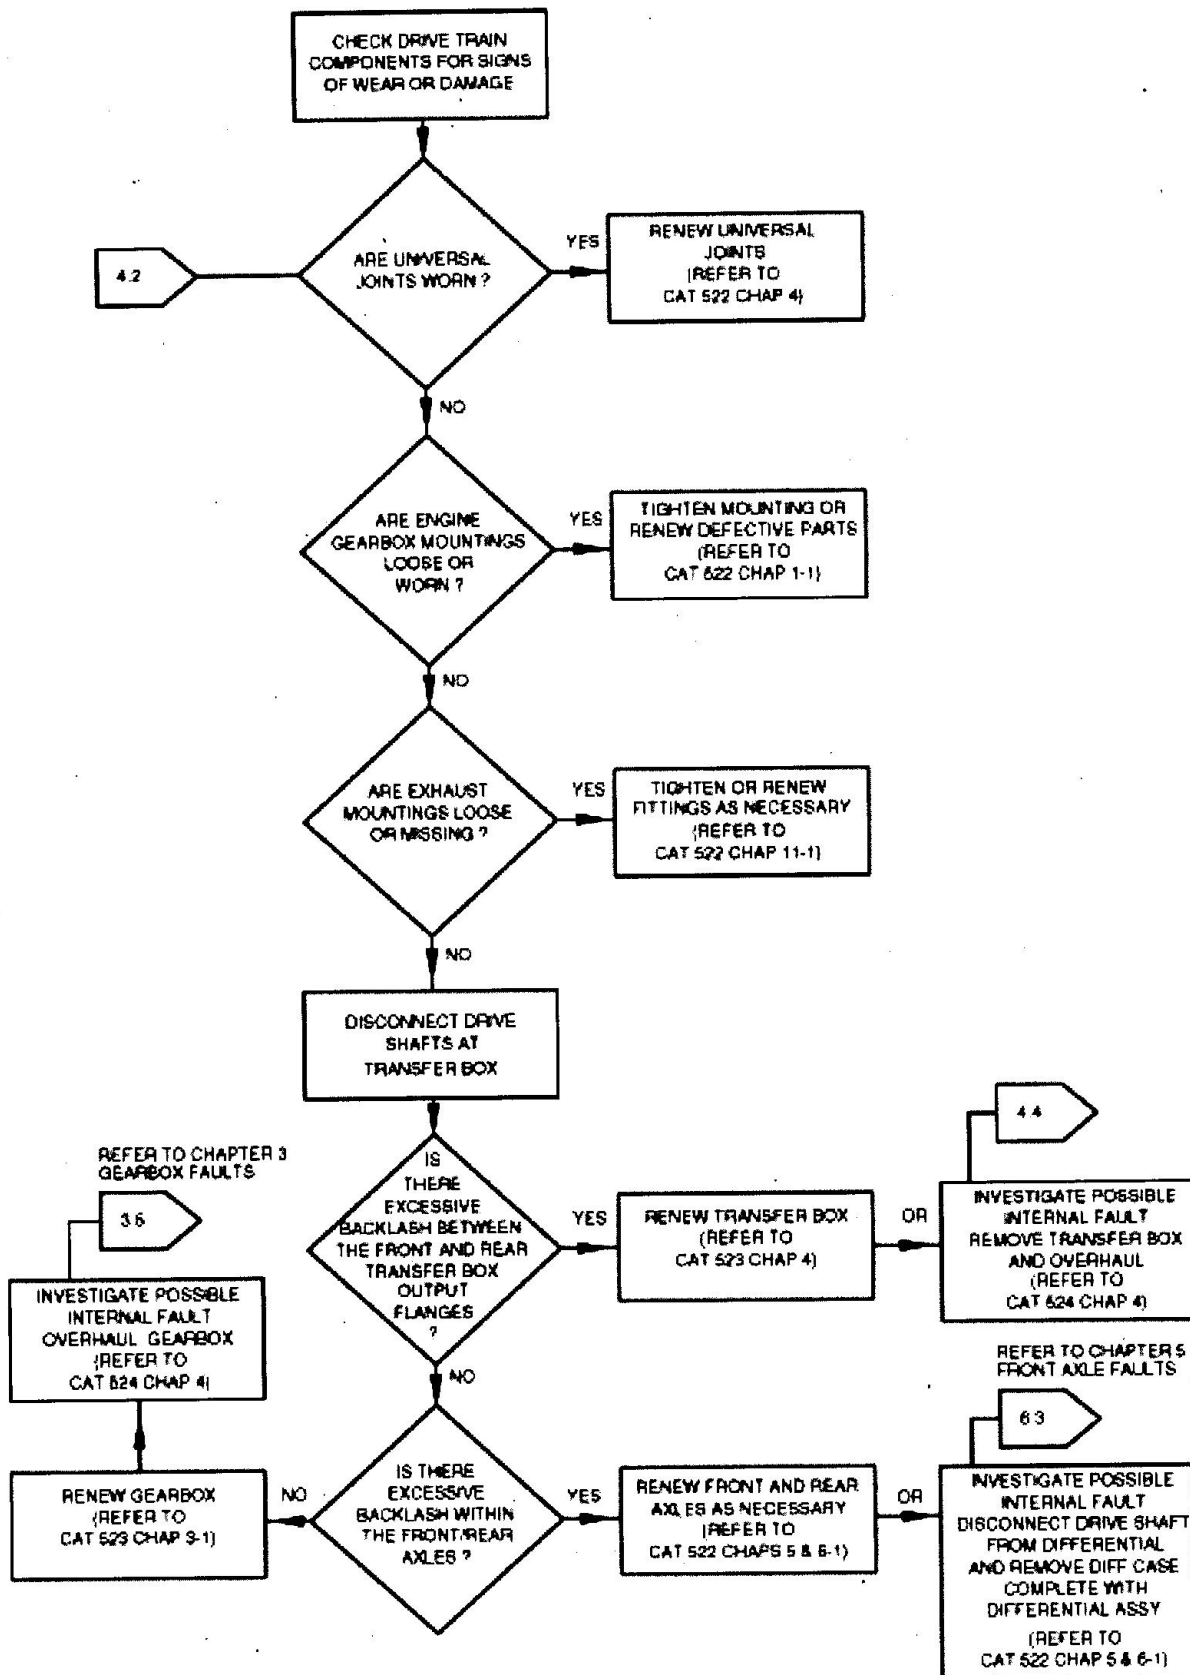 CHECK DRIVE TRAIN
COMPONENTS FOR SIGNS
OF WEAR OR DAMAGE
4.2
ARE UNIVERSAL
JOINTS WORN ?
YES
RENEW UNIVERSAL
JOINTS
(REFER TO
CAT 522 CHAP 4)
NO
ARE ENGINE
GEARBOX MOUNTINGS
LOOSE OR
WORN ?
YES
TIGHTEN MOUNTING OR
RENEW DEFECTIVE PARTS
(REFER TO
CAT 522 CHAP 1-1)
NO
ARE EXHAUST
MOUNTINGS LOOSE
OR MISSING ?
YES
TIGHTEN OR RENEW
FITTINGS AS NECESSARY
(REFER TO
CAT 522 CHAP 11-1)
NO
DISCONNECT DRIVE
SHAFTS AT
TRANSFER BOX
IS
THERE
EXCESSIVE
BACKLASH BETWEEN
THE FRONT AND REAR
TRANSFER BOX
OUTPUT
FLANGES
?
YES
RENEW TRANSFER BOX
(REFER TO
CAT 523 CHAP 4)
OR
4.4
INVESTIGATE POSSIBLE
INTERNAL FAULT
REMOVE TRANSFER BOX
AND OVERHAUL
(REFER TO
CAT 524 CHAP 4)
REFER TO CHAPTER 3
GEARBOX FAULTS
3.6
INVESTIGATE POSSIBLE
INTERNAL FAULT
OVERHAUL GEARBOX
(REFER TO
CAT 524 CHAP 4)
NO
IS THERE
EXCESSIVE
BACKLASH WITHIN
THE FRONT/REAR
AXLES ?
NO
RENEW GEARBOX
(REFER TO
CAT 523 CHAP 3-1)
YES
RENEW FRONT AND REAR
AXLES AS NECESSARY
(REFER TO
CAT 522 CHAPS 5 & 6-1)
OR
REFER TO CHAPTER 5
FRONT AXLE FAULTS
6.3
INVESTIGATE POSSIBLE
INTERNAL FAULT
DISCONNECT DRIVE SHAFT
FROM DIFFERENTIAL
AND REMOVE DIFF CASE
COMPLETE WITH
DIFFERENTIAL ASSY
(REFER TO
CAT 522 CHAP 5 & 6-1)